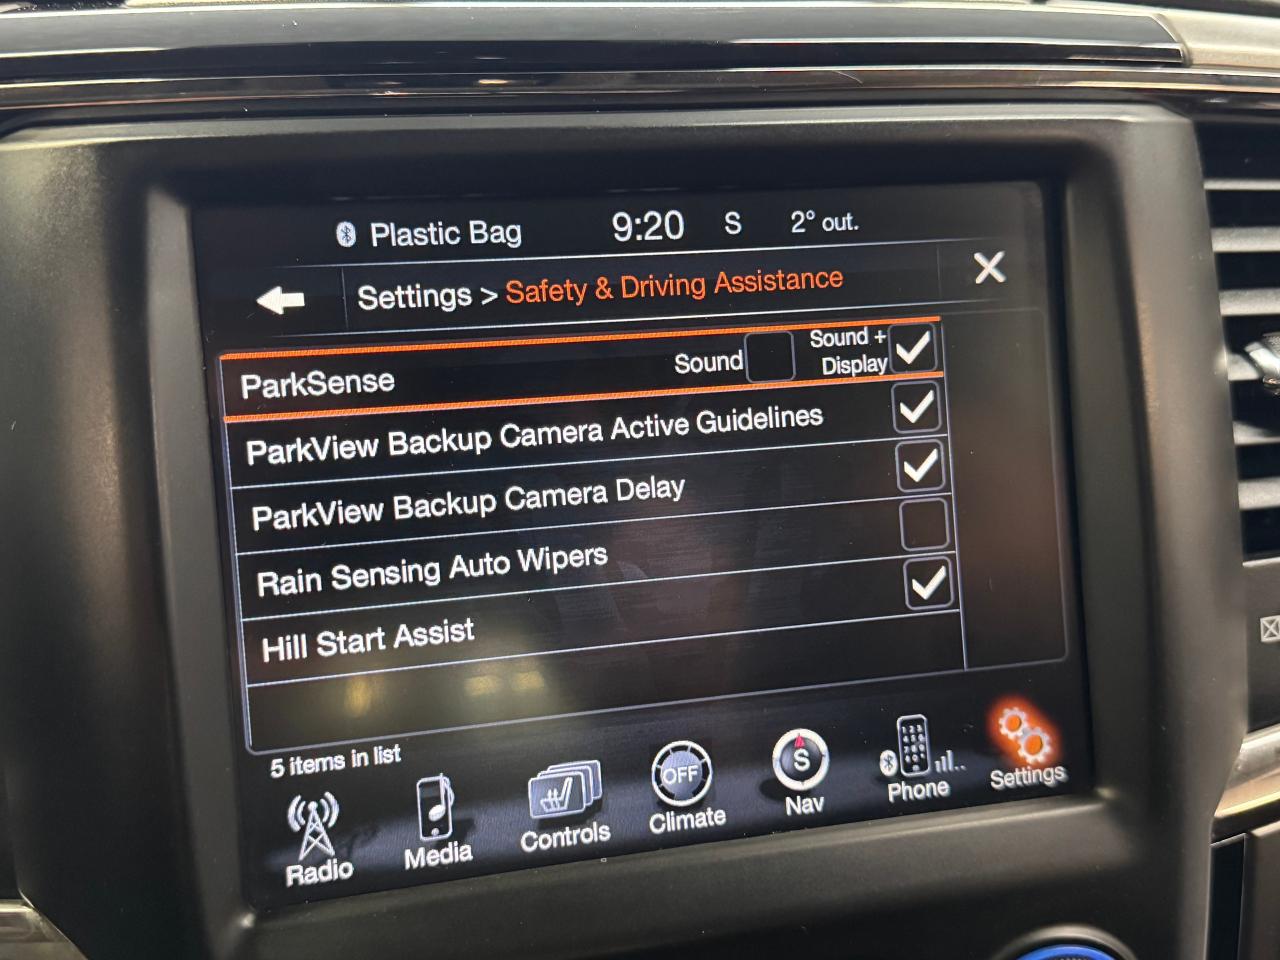 Plastic Bag 9:20 S 2° out.
Settings > Safety & Driving Assistance
ParkSense Sound Sound + Display
ParkView Backup Camera Active Guidelines
ParkView Backup Camera Delay
Rain Sensing Auto Wipers
Hill Start Assist
5 items in list
OFF S
Radio Media Controls Climate Nav Phone Settings